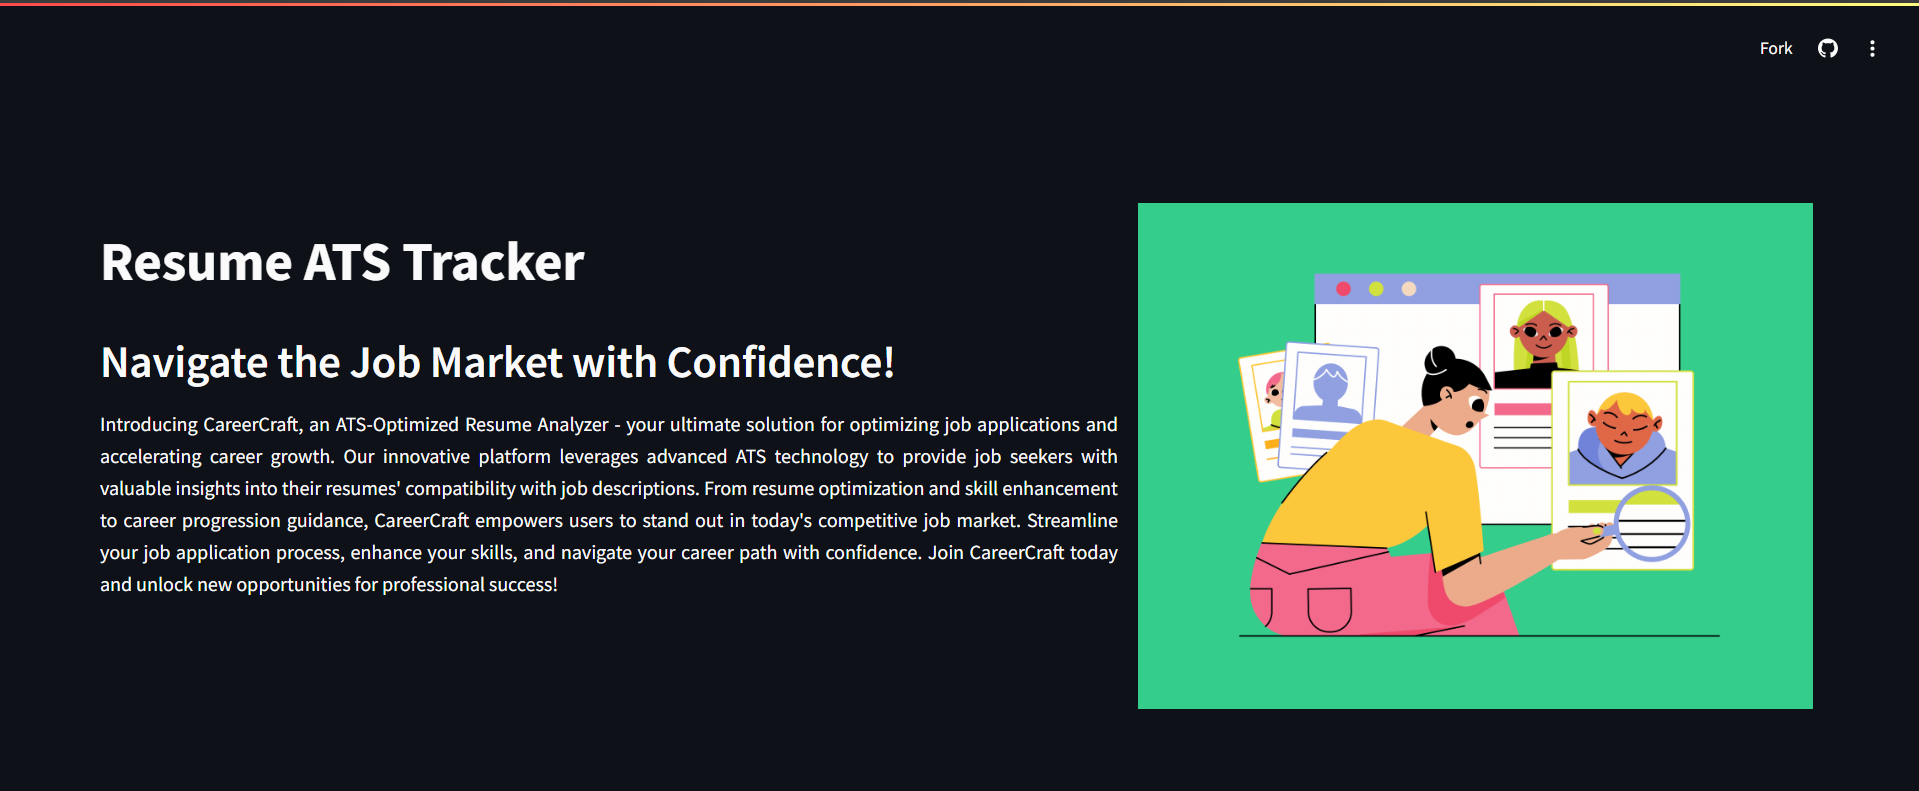 Fork
Resume ATS Tracker
Navigate the Job Market with Confidence!
Introducing CareerCraft, an ATS-Optimized Resume Analyzer - your ultimate solution for optimizing job applications and
accelerating career growth. Our innovative platform leverages advanced ATS technology to provide job seekers with
valuable insights into their resumes' compatibility with job descriptions. From resume optimization and skill enhancement
to career progression guidance, CareerCraft empowers users to stand out in today's competitive job market. Streamline
your job application process, enhance your skills, and navigate your career path with confidence. Join CareerCraft today
and unlock new opportunities for professional success!